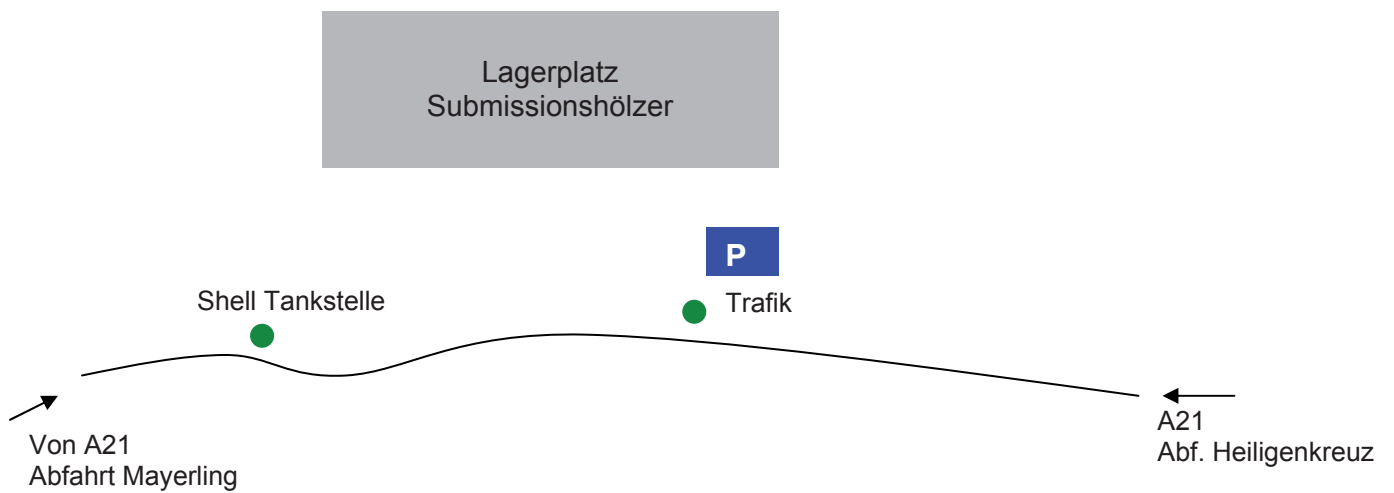 Lagerplatz
Submissionshölzer
P
Shell Tankstelle
Trafik
Von A21
Abfahrt Mayerling
A21
Abf. Heiligenkreuz